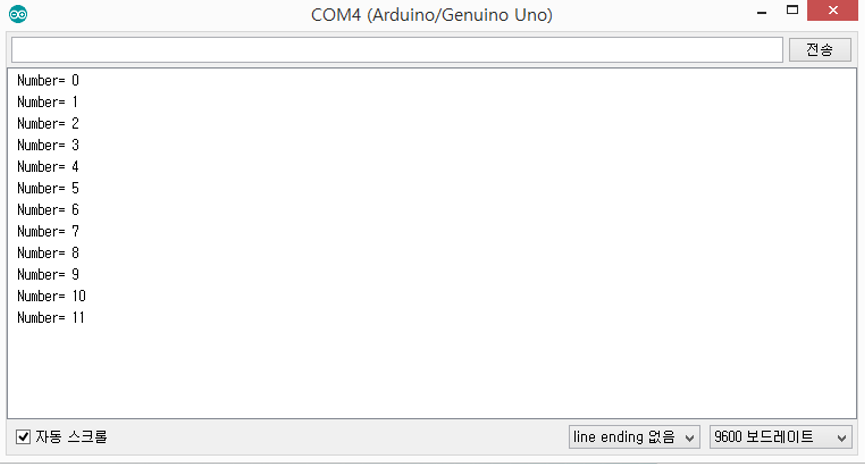 COM4 (Arduino/Genuino Uno)
전송
Number= 0
Number= 1
Number= 2
Number= 3
Number= 4
Number= 5
Number= 6
Number= 7
Number= 8
Number= 9
Number= 10
Number= 11
자동 스크롤 line ending 없음 9600 보드레이트